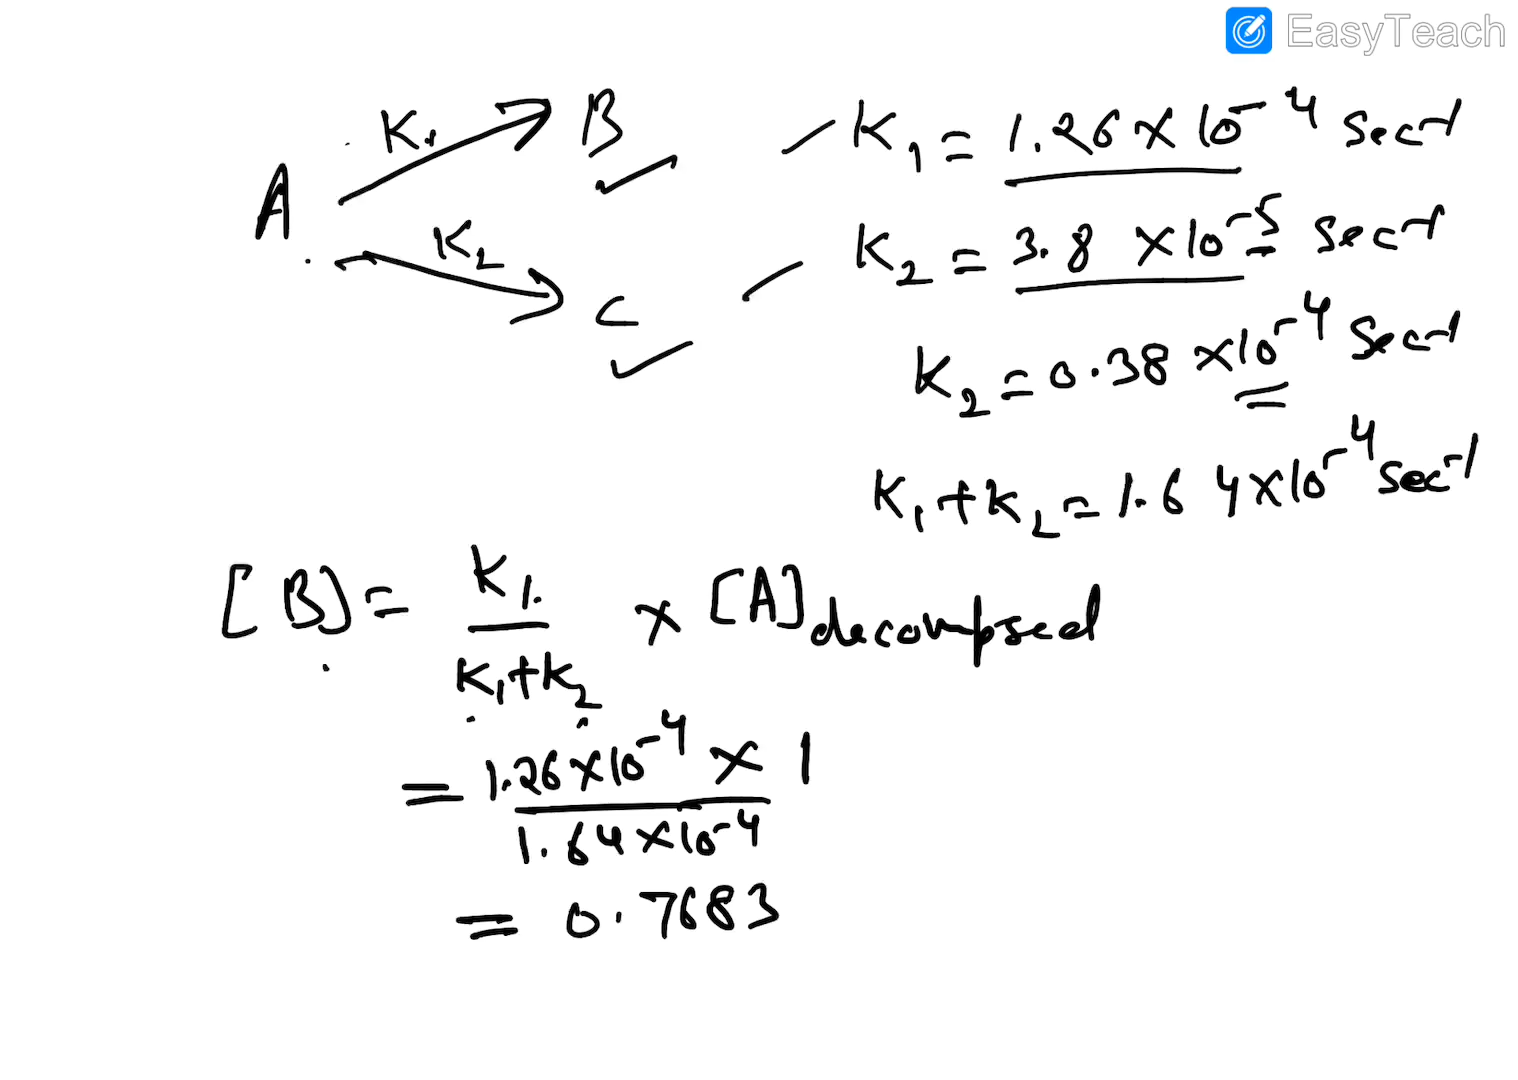 EasyTeach
A
K₁
B
K₂
C
K₁ = 1.26 × 10⁻⁴ Sec⁻¹
K₂ = 3.8 × 10⁻⁵ Sec⁻¹
K₂ = 0.38 × 10⁻⁴ Sec⁻¹
K₁ + K₂ = 1.64 × 10⁻⁴ Sec⁻¹
[B] = K₁ / K₁+K₂ × [A] decompsed
= 1.26 × 10⁻⁴ × 1 / 1.64 × 10⁻⁴
= 0.7683